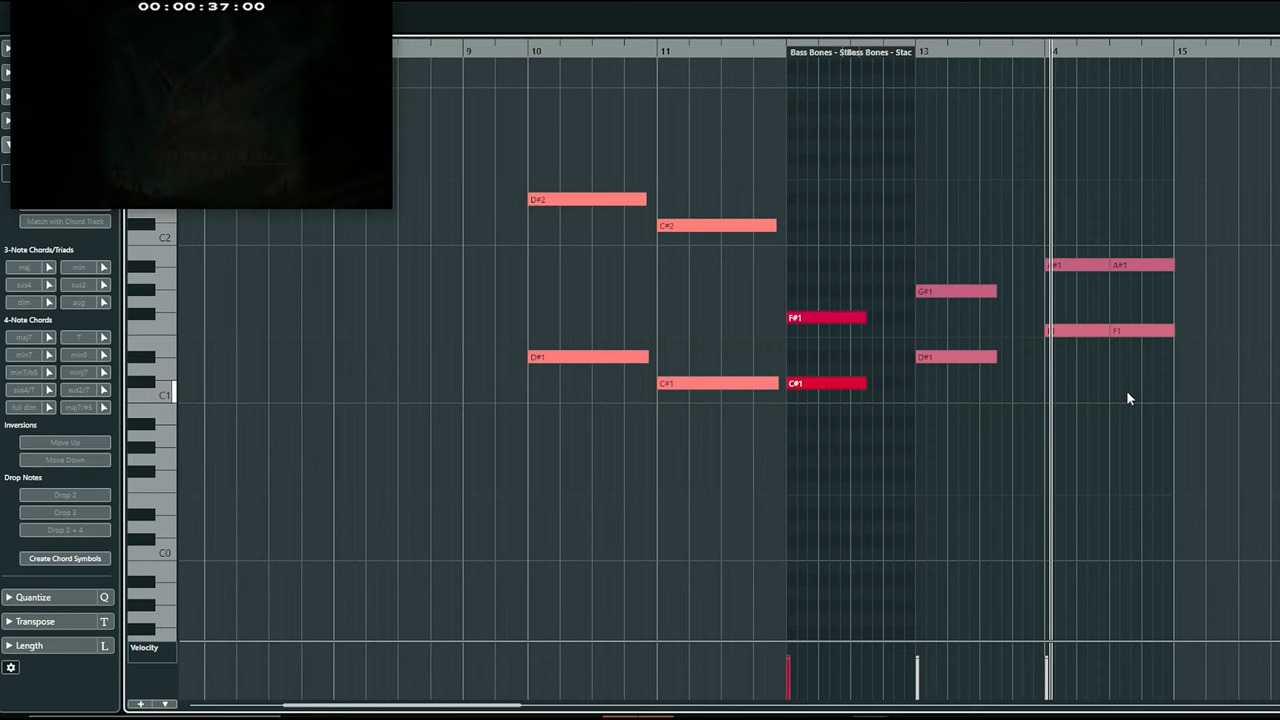 00:00:37:00
9
10
11
Bass Bones - Stac
13
15
Match with Chord Track
3-Note Chords/Triads
maj
min
sus4
sus2
dim
aug
4-Note Chords
maj7
7
min7
min6
min7/b5
minj7
sus4/7
sus2/7
full dim
maj7/#5
Inversions
Move Up
Move Down
Drop Notes
Drop 2
Drop 3
Drop 2 + 4
Create Chord Symbols
Quantize Q
Transpose T
Length L
C2
C1
C0
Velocity
D#2
C#2
D#1
C#1
F#1
C#1
G#1
D#1
A#1
F1